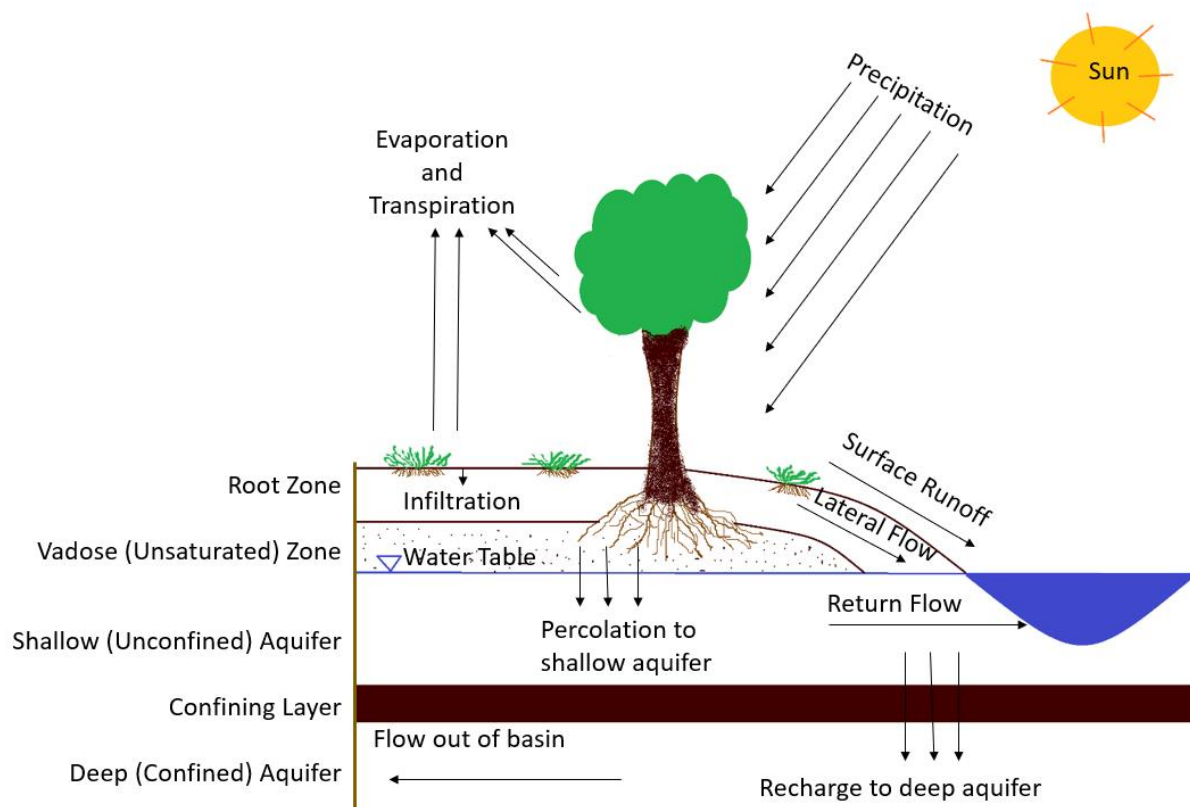 Sun
Precipitation
Evaporation
and
Transpiration
Surface Runoff
Lateral Flow
Root Zone
Infiltration
Vadose (Unsaturated) Zone
Water Table
Return Flow
Shallow (Unconfined) Aquifer
Percolation to
shallow aquifer
Confining Layer
Flow out of basin
Deep (Confined) Aquifer
Recharge to deep aquifer